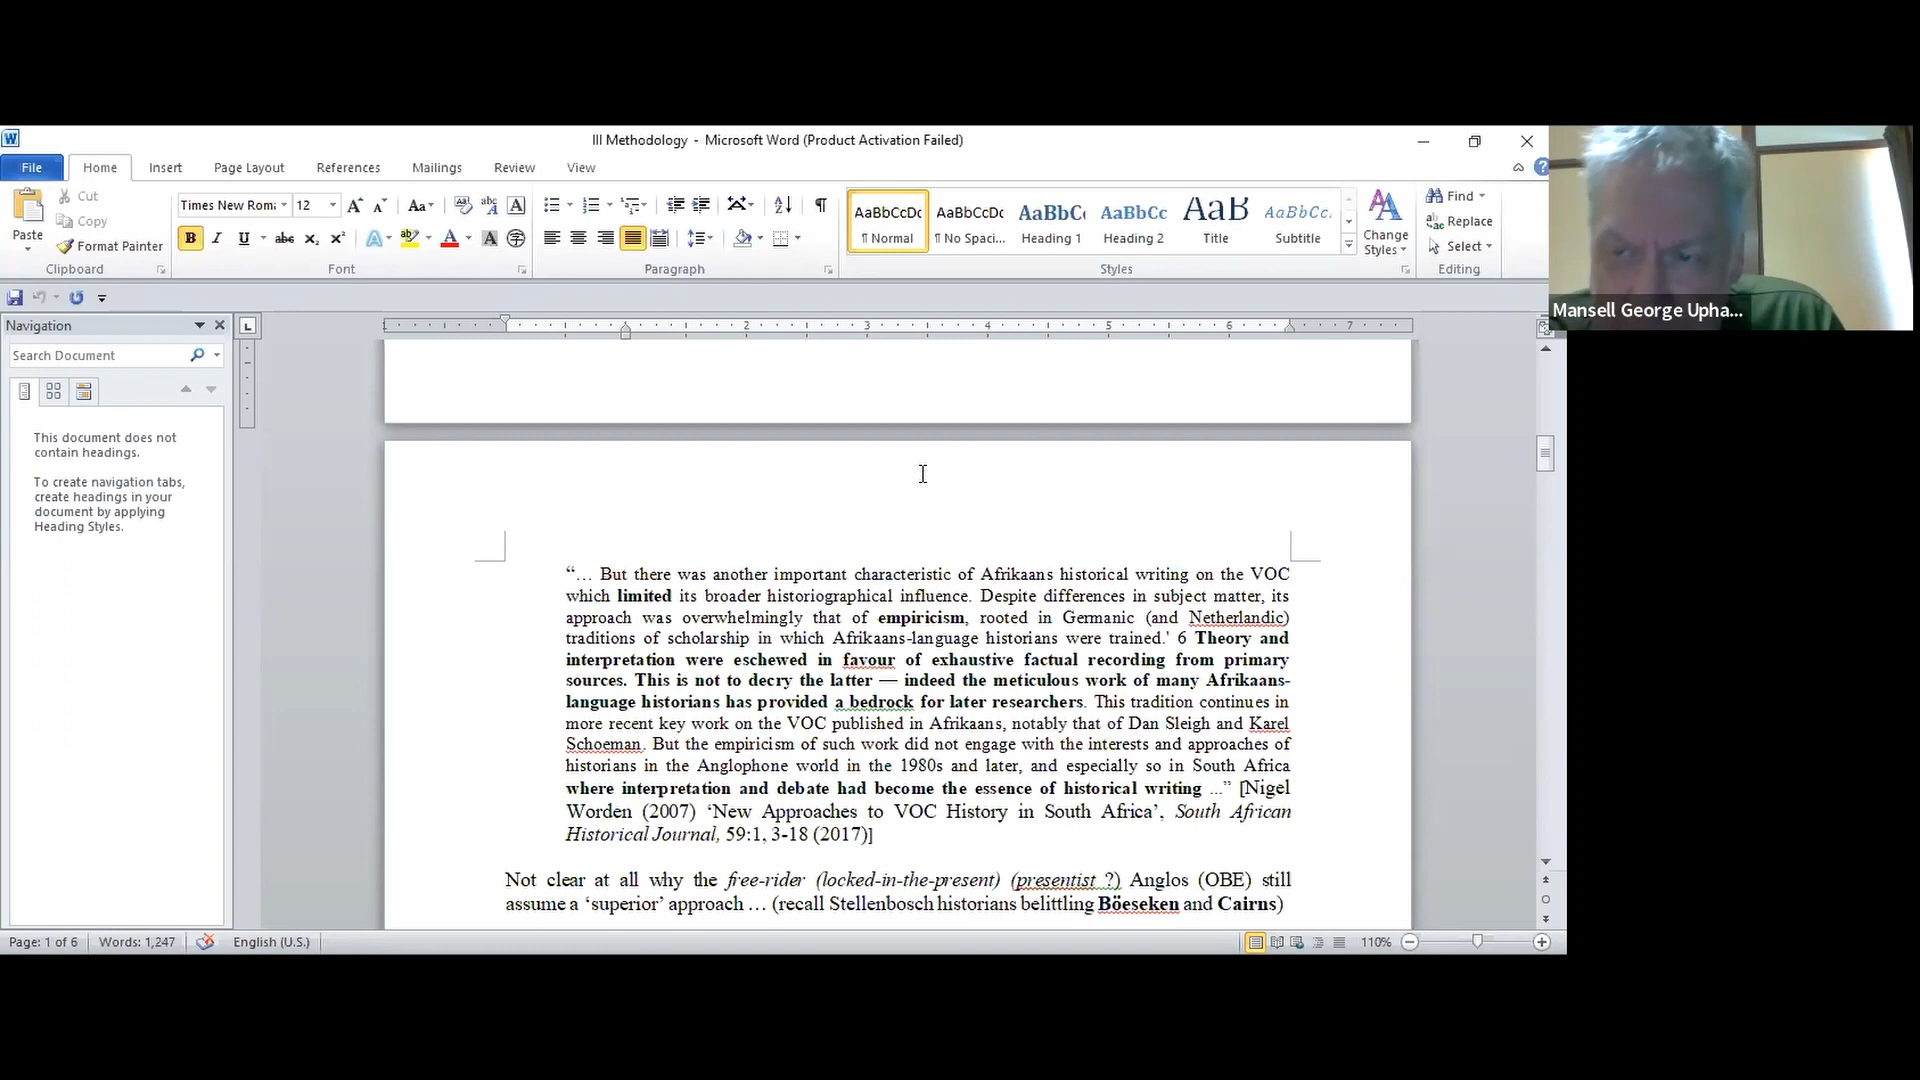 III Methodology - Microsoft Word (Product Activation Failed)
File Home Insert Page Layout References Mailings Review View
Paste
Cut
Copy
Format Painter
Clipboard
Times New Roma 12
Font
Paragraph
AaBbCcDc AaBbCcDc AaBbC AaBbCc AaB AaBbCc.
¶ Normal ¶ No Spaci... Heading 1 Heading 2 Title Subtitle
Change
Styles
Styles
Find
Replace
Select
Editing
Mansell George Upha...
Navigation
Search Document
This document does not
contain headings.
To create navigation tabs,
create headings in your
document by applying
Heading Styles.
1 2 3 4 5 6 7
“… But there was another important characteristic of Afrikaans historical writing on the VOC
which limited its broader historiographical influence. Despite differences in subject matter, its
approach was overwhelmingly that of empiricism, rooted in Germanic (and Netherlandic)
traditions of scholarship in which Afrikaans-language historians were trained.' 6 Theory and
interpretation were eschewed in favour of exhaustive factual recording from primary
sources. This is not to decry the latter — indeed the meticulous work of many Afrikaans-
language historians has provided a bedrock for later researchers. This tradition continues in
more recent key work on the VOC published in Afrikaans, notably that of Dan Sleigh and Karel
Schoeman. But the empiricism of such work did not engage with the interests and approaches of
historians in the Anglophone world in the 1980s and later, and especially so in South Africa
where interpretation and debate had become the essence of historical writing ...” [Nigel
Worden (2007) ‘New Approaches to VOC History in South Africa’, South African
Historical Journal, 59:1, 3-18 (2017)]
Not clear at all why the free-rider (locked-in-the-present) (presentist ?) Anglos (OBE) still
assume a ‘superior’ approach … (recall Stellenbosch historians belittling Böeseken and Cairns)
Page: 1 of 6 Words: 1,247 English (U.S.) 110%